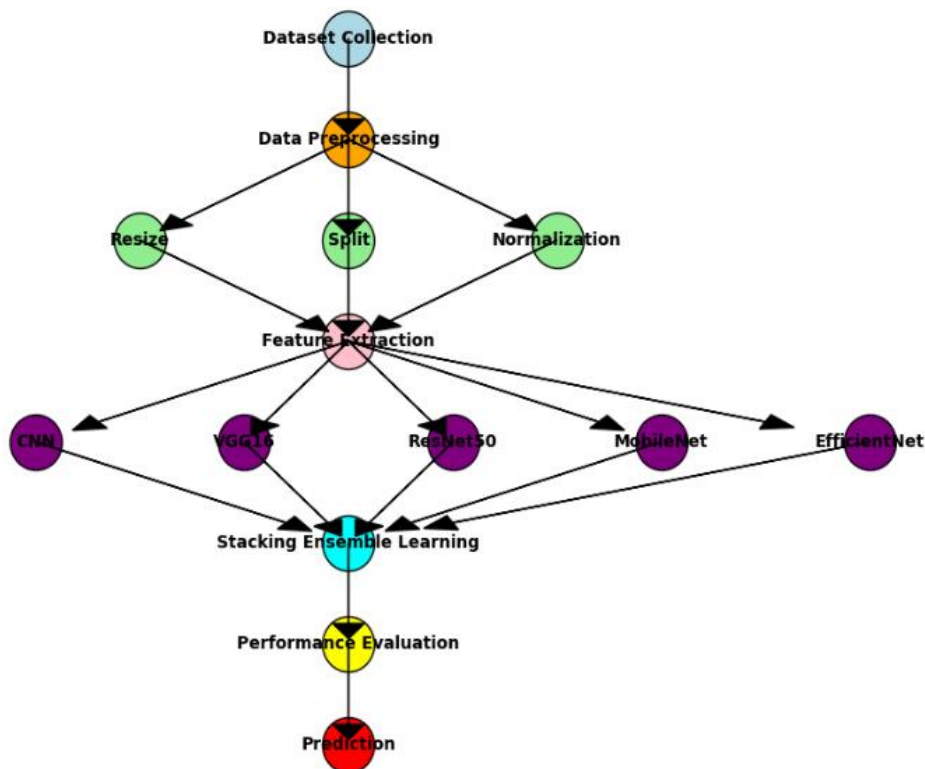 Dataset Collection
Data Preprocessing
Resize
Split
Normalization
Feature Extraction
CNN
VGG16
ResNet50
MobileNet
EfficientNet
Stacking Ensemble Learning
Performance Evaluation
Prediction